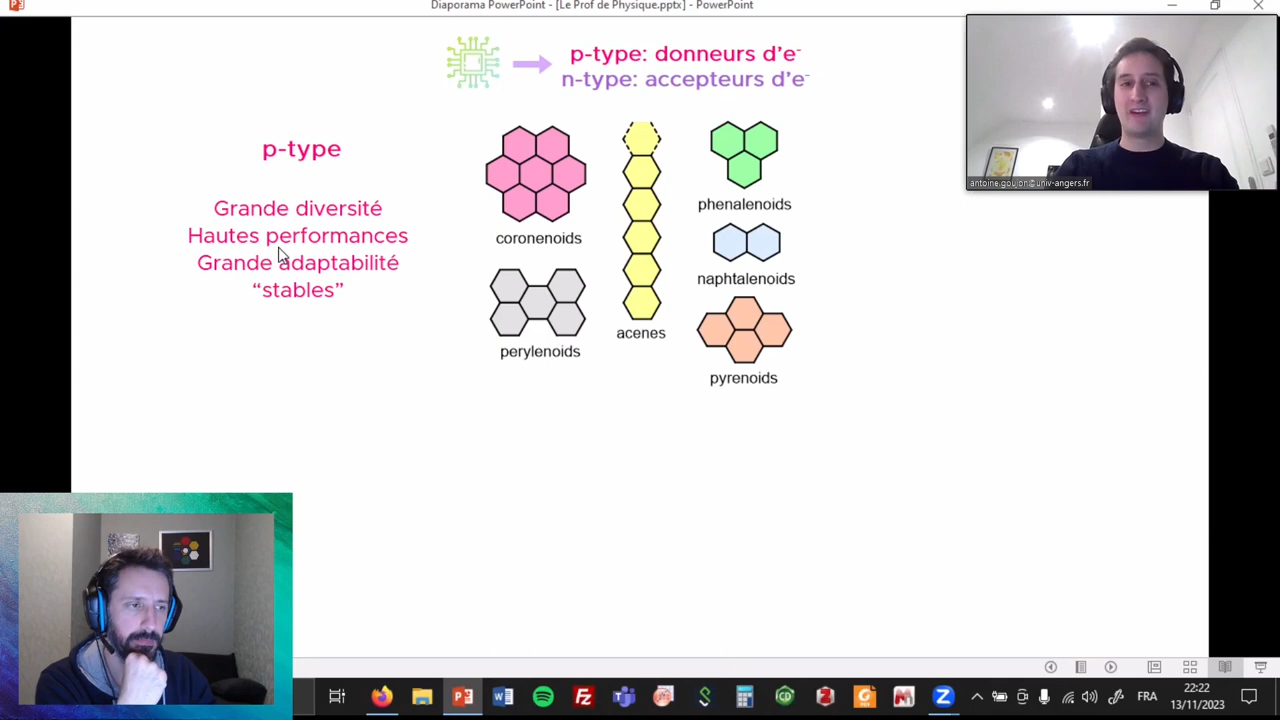 Diaporama PowerPoint - [Le Prof de Physique.pptx] - PowerPoint
p-type: donneurs d'e-
n-type: accepteurs d'e-
p-type
Grande diversité
Hautes performances
Grande adaptabilité
“stables”
coronenoids
perylenoids
acenes
phenalenoids
naphtalenoids
pyrenoids
antoine.goujon@univ-angers.fr
FRA
22:22
13/11/2023